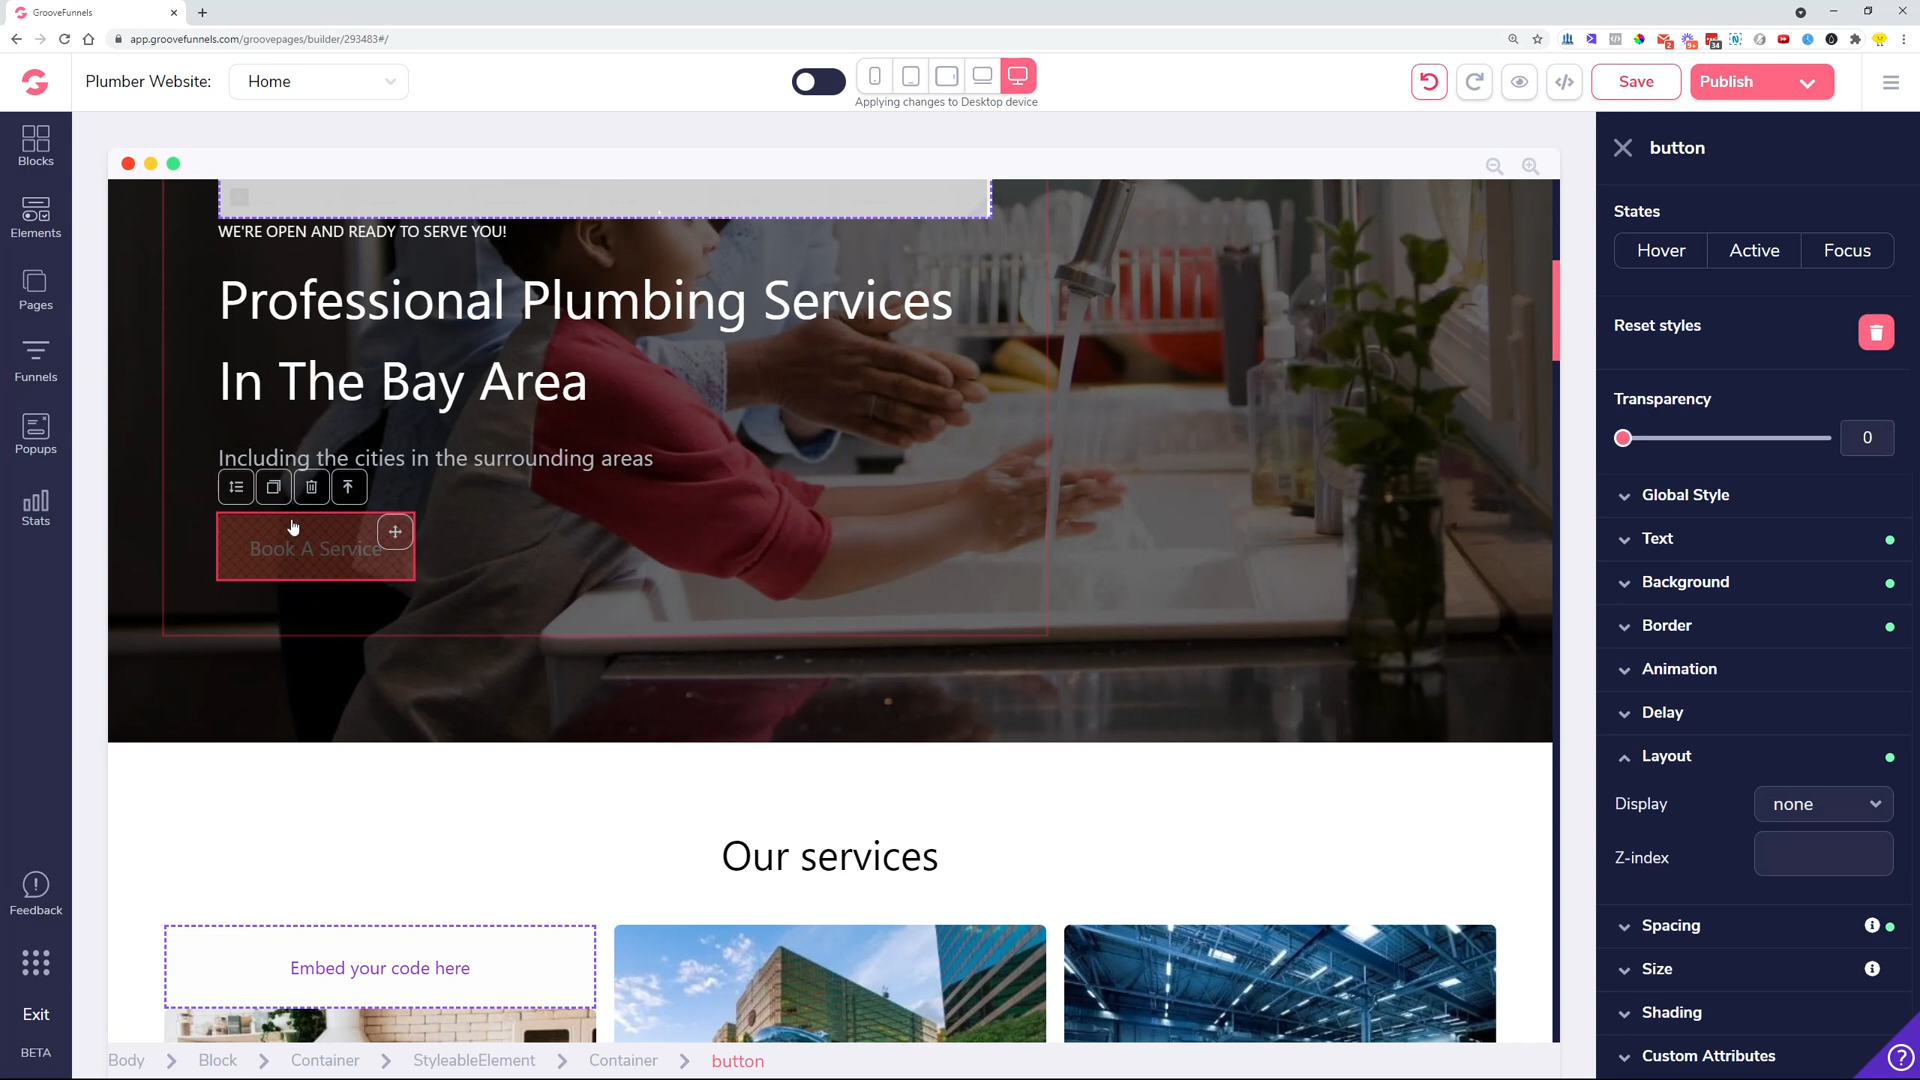 GrooveFunnels
app.groovefunnels.com/groovepages/builder/293483#/
2
9+
34
Plumber Website:
Home
Applying changes to Desktop device
Save
Publish
Blocks
Elements
Pages
Funnels
Popups
Stats
Feedback
Exit
BETA
WE'RE OPEN AND READY TO SERVE YOU!
Professional Plumbing Services
In The Bay Area
Including the cities in the surrounding areas
Book A Service
Our services
Embed your code here
Body
Block
Container
StyleableElement
Container
button
button
States
Hover
Active
Focus
Reset styles
Transparency
0
Global Style
Text
Background
Border
Animation
Delay
Layout
Display
none
Z-index
Spacing
Size
Shading
Custom Attributes